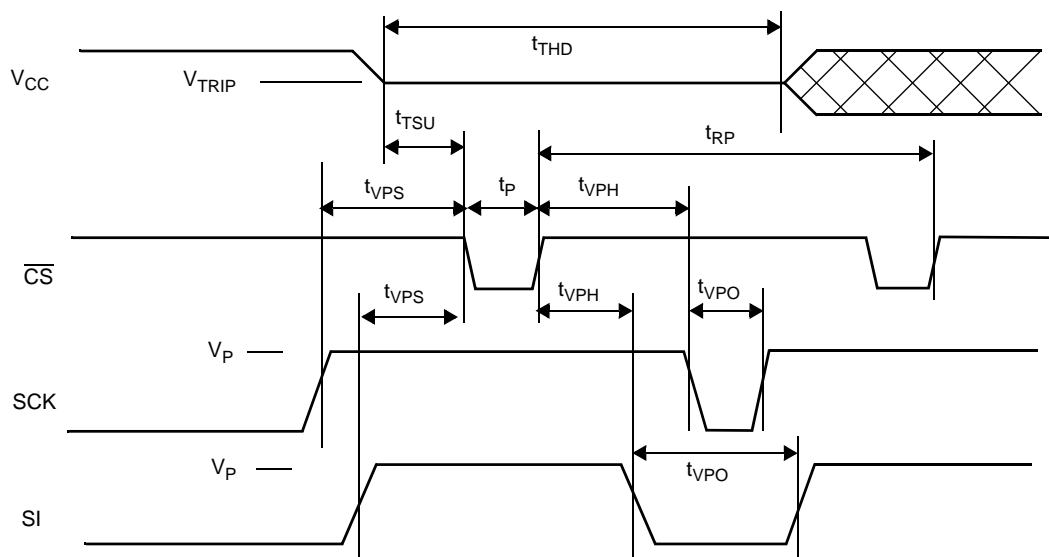 tTHD
VCC
VTRIP
tTSU
tRP
tVPS
tP
tVPH
CS
tVPS
tVPH
tVPO
VP
SCK
VP
tVPO
SI